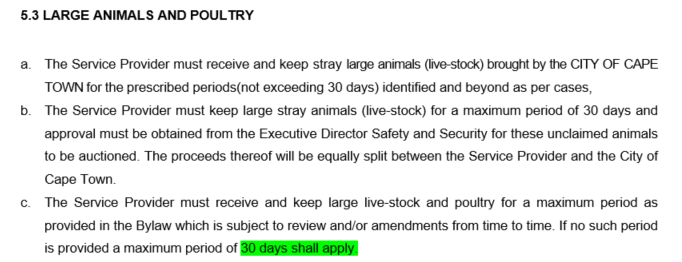 5.3 LARGE ANIMALS AND POULTRY
a. The Service Provider must receive and keep stray large animals (live-stock) brought by the CITY OF CAPE
TOWN for the prescribed periods(not exceeding 30 days) identified and beyond as per cases,
b. The Service Provider must keep large stray animals (live-stock) for a maximum period of 30 days and
approval must be obtained from the Executive Director Safety and Security for these unclaimed animals
to be auctioned. The proceeds thereof will be equally split between the Service Provider and the City of
Cape Town.
c. The Service Provider must receive and keep large live-stock and poultry for a maximum period as
provided in the Bylaw which is subject to review and/or amendments from time to time. If no such period
is provided a maximum period of 30 days shall apply.